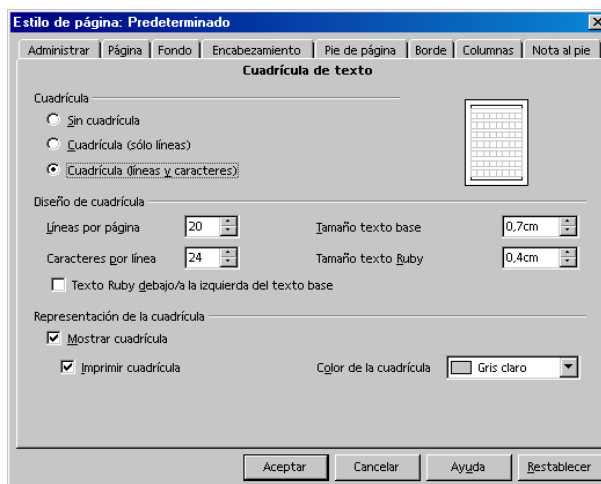 Estilo de página: Predeterminado
Administrar Página Fondo Encabezamiento Pie de página Borde Columnas Nota al pie
Cuadrícula de texto
Cuadrícula
Sin cuadrícula
Cuadrícula (sólo líneas)
Cuadrícula (líneas y caracteres)
Diseño de cuadrícula
Líneas por página 20 Tamaño texto base 0,7cm
Caracteres por línea 24 Tamaño texto Ruby 0,4cm
Texto Ruby debajo/a la izquierda del texto base
Representación de la cuadrícula
Mostrar cuadrícula
Imprimir cuadrícula Color de la cuadrícula Gris claro
Aceptar Cancelar Ayuda Restablecer